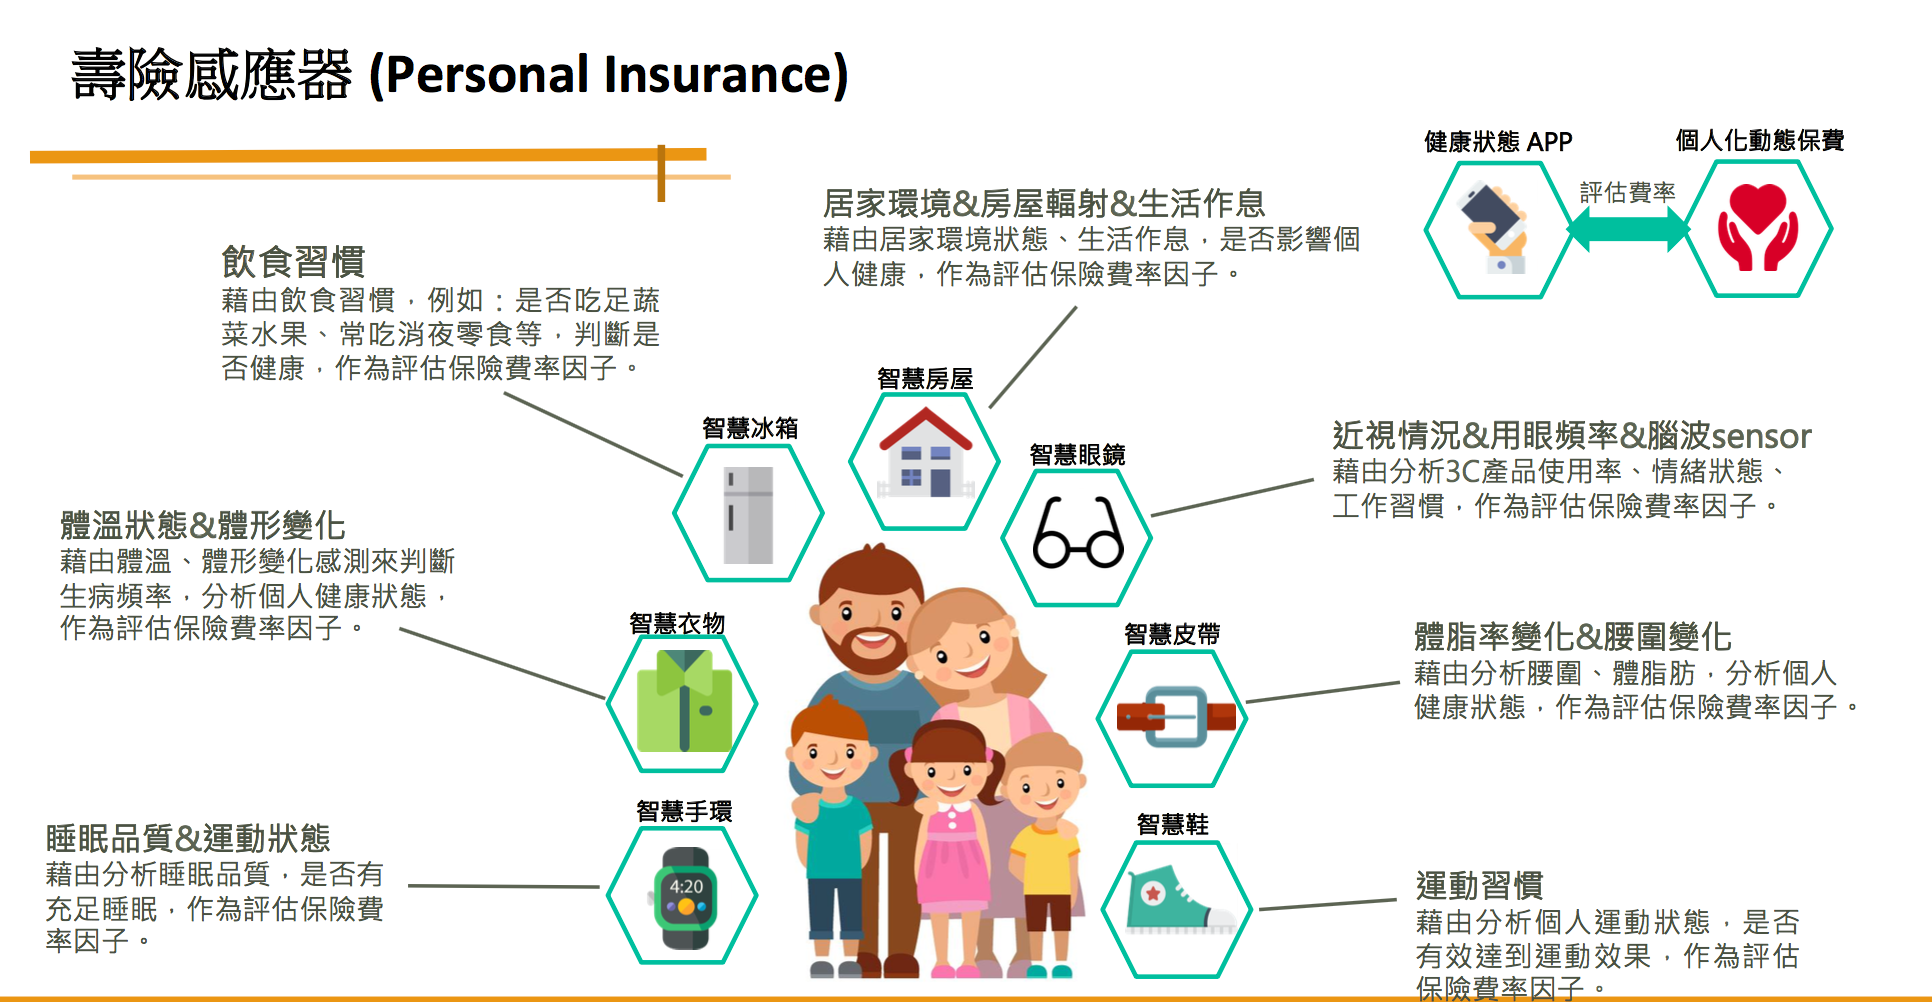 壽險感應器 (Personal Insurance)
健康狀態 APP
個人化動態保費
評估費率
居家環境&房屋輻射&生活作息
藉由居家環境狀態、生活作息，是否影響個
人健康，作為評估保險費率因子。
飲食習慣
藉由飲食習慣，例如：是否吃足蔬
菜水果、常吃消夜零食等，判斷是
否健康，作為評估保險費率因子。
智慧房屋
智慧冰箱
智慧眼鏡
近視情況&用眼頻率&腦波sensor
藉由分析3C產品使用率、情緒狀態、
工作習慣，作為評估保險費率因子。
體溫狀態&體形變化
藉由體溫、體形變化感測來判斷
生病頻率，分析個人健康狀態，
作為評估保險費率因子。
智慧衣物
智慧皮帶
體脂率變化&腰圍變化
藉由分析腰圍、體脂肪，分析個人
健康狀態，作為評估保險費率因子。
智慧手環
4:20
睡眠品質&運動狀態
藉由分析睡眠品質，是否有
充足睡眠，作為評估保險費
率因子。
智慧鞋
運動習慣
藉由分析個人運動狀態，是否
有效達到運動效果，作為評估
保險費率因子。